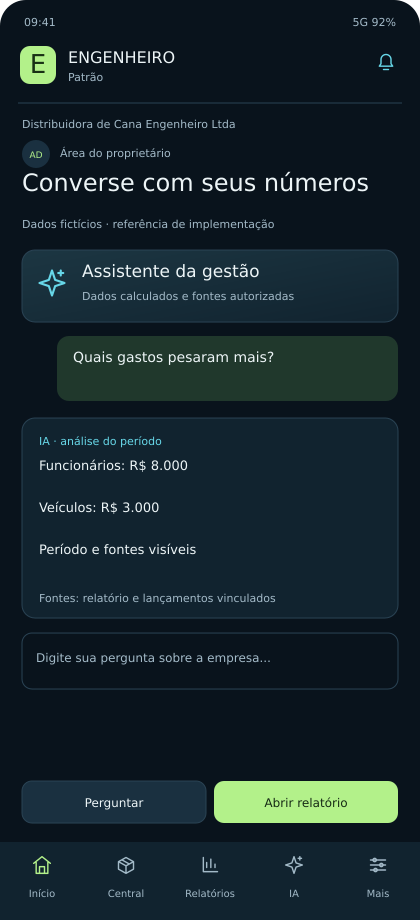 09:41
5G 92%
E
ENGENHEIRO
Patrão
Distribuidora de Cana Engenheiro Ltda
AD
Área do proprietário
Converse com seus números
Dados fictícios · referência de implementação
Assistente da gestão
Dados calculados e fontes autorizadas
Quais gastos pesaram mais?
IA · análise do período
Funcionários: R$ 8.000
Veículos: R$ 3.000
Período e fontes visíveis
Fontes: relatório e lançamentos vinculados
Digite sua pergunta sobre a empresa...
Perguntar
Abrir relatório
Início
Central
Relatórios
IA
Mais